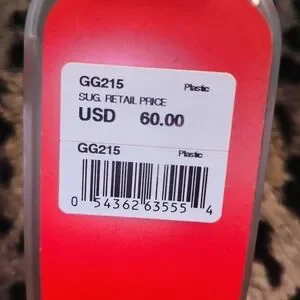 GG215 Plastic
SUG. RETAIL PRICE
USD 60.00
GG215 Plastic
0 54362 63555 4